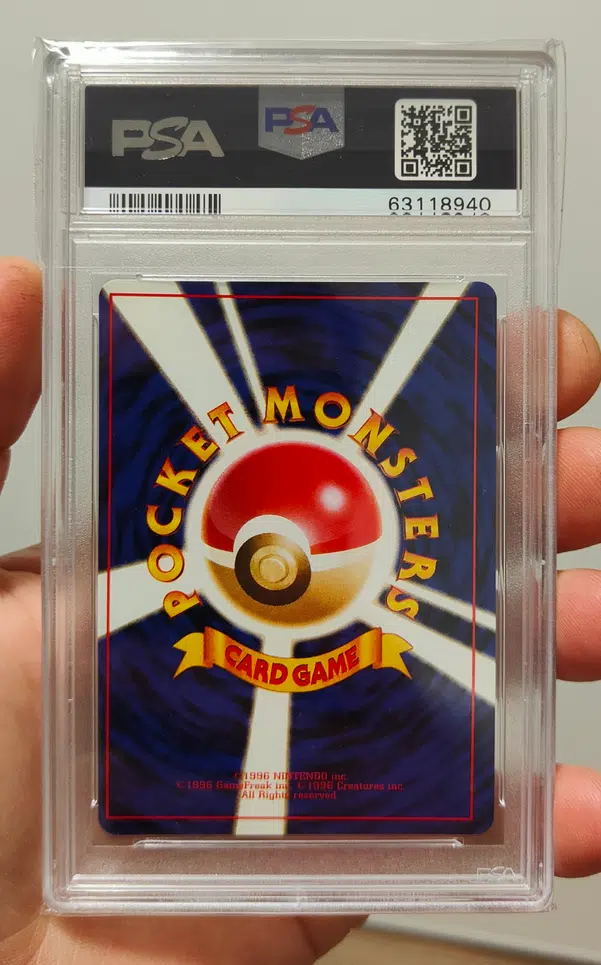 PSA PSA
63118940
POCKET MONSTERS
CARD GAME
©1996 NINTENDO inc.
©1996 GameFreak inc. ©1996 Creatures inc.
All Rights reserved
PSA